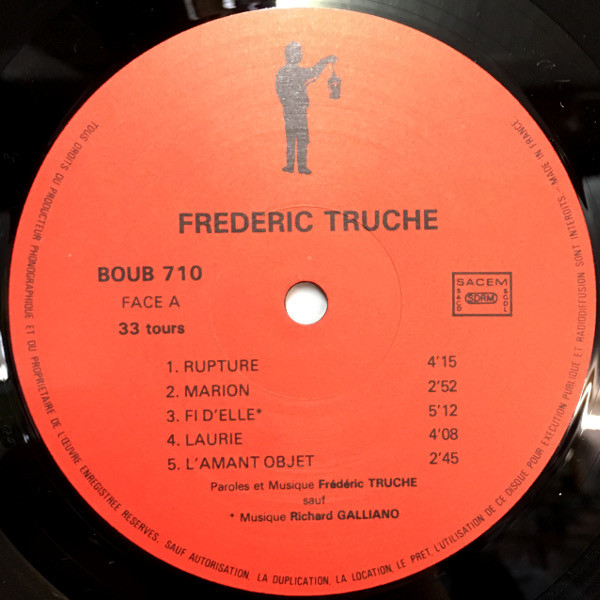 FREDERIC TRUCHE
BOUB 710
FACE A
33 tours
SACEM
SACD
SDRM
SGDL
1. RUPTURE 4'15
2. MARION 2'52
3. FI D'ELLE* 5'12
4. LAURIE 4'08
5. L'AMANT OBJET 2'45
Paroles et Musique Frédéric TRUCHE
sauf
* Musique Richard GALLIANO
TOUS DROITS DU PRODUCTEUR PHONOGRAPHIQUE ET DU PROPRIETAIRE DE L'ŒUVRE ENREGISTREE RESERVES. SAUF AUTORISATION, LA DUPLICATION, LA LOCATION, LE PRET, L'UTILISATION DE CE DISQUE POUR EXECUTION PUBLIQUE ET RADIODIFFUSION SONT INTERDITS. - MADE IN FRANCE